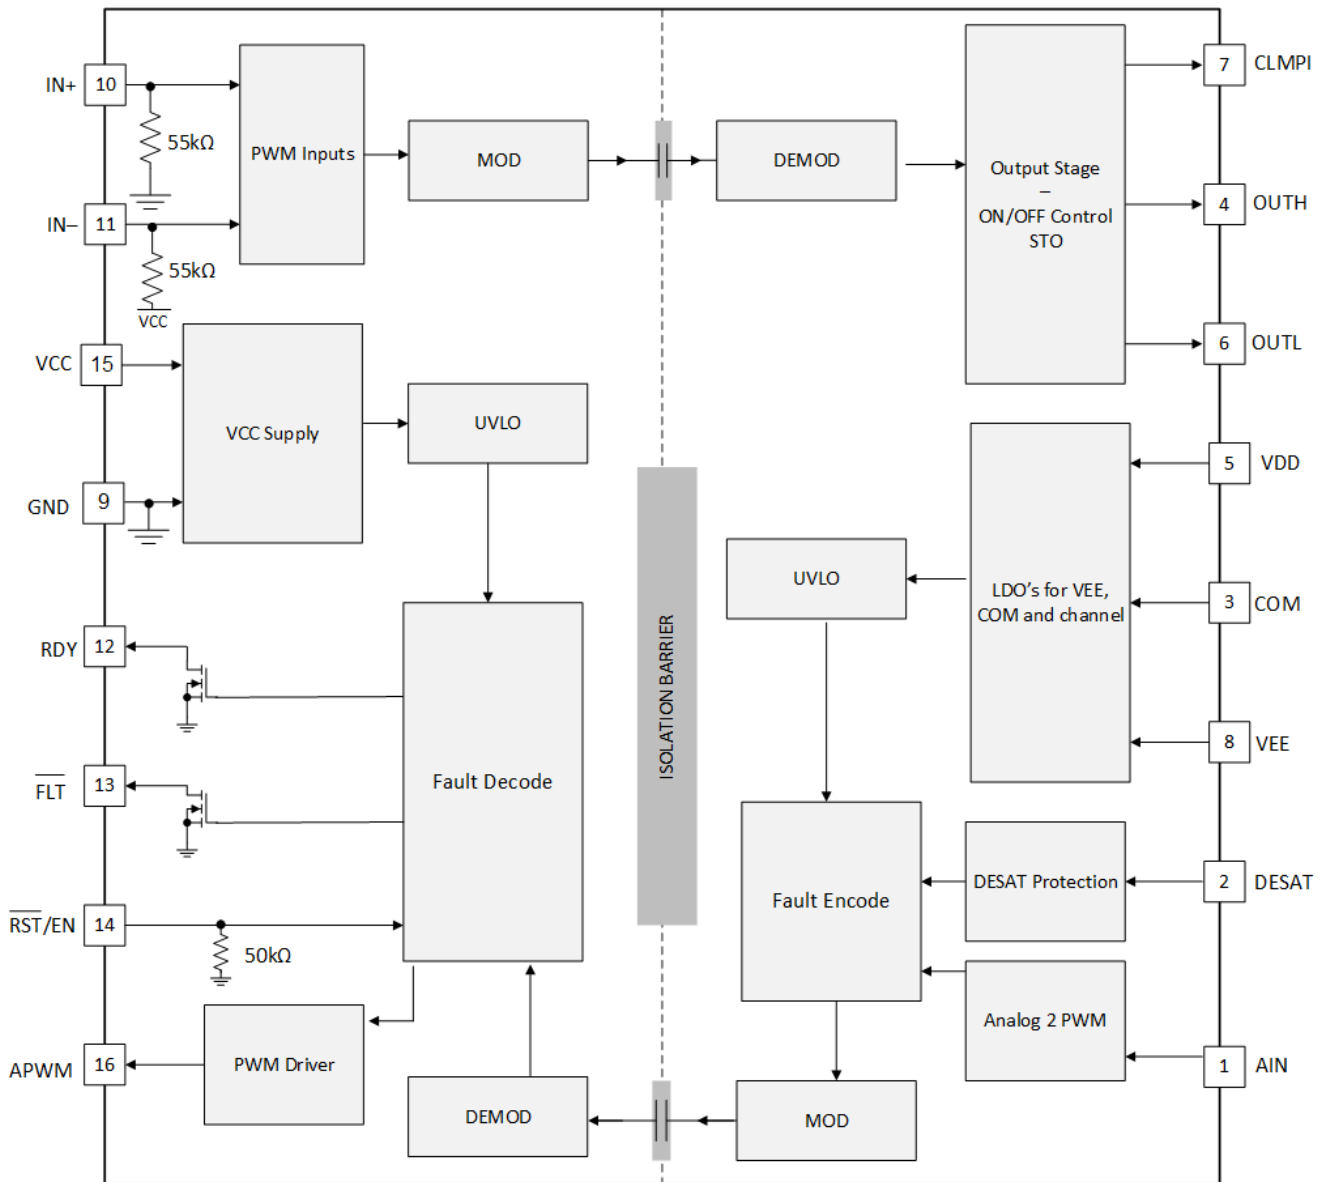 IN+
10
55kΩ
IN–
11
55kΩ
VCC
PWM Inputs
MOD
DEMOD
Output Stage
–
ON/OFF Control
STO
7
CLMPI
4
OUTH
6
OUTL
VCC
15
GND
9
VCC Supply
UVLO
RDY
12
FLT
13
RST/EN
14
50kΩ
APWM
16
Fault Decode
PWM Driver
DEMOD
ISOLATION BARRIER
UVLO
LDO's for VEE,
COM and channel
5
VDD
3
COM
8
VEE
Fault Encode
DESAT Protection
2
DESAT
Analog 2 PWM
1
AIN
MOD